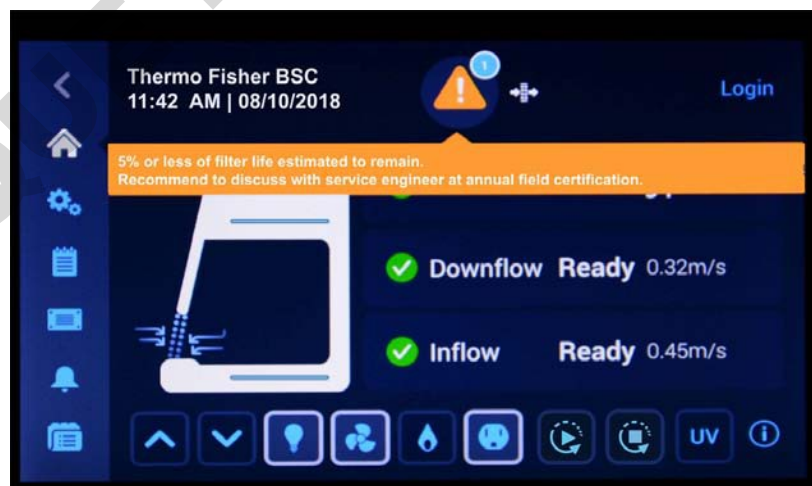 Thermo Fisher BSC
11:42 AM | 08/10/2018
1
Login
5% or less of filter life estimated to remain.
Recommend to discuss with service engineer at annual field certification.
Downflow Ready 0.32m/s
Inflow Ready 0.45m/s
UV